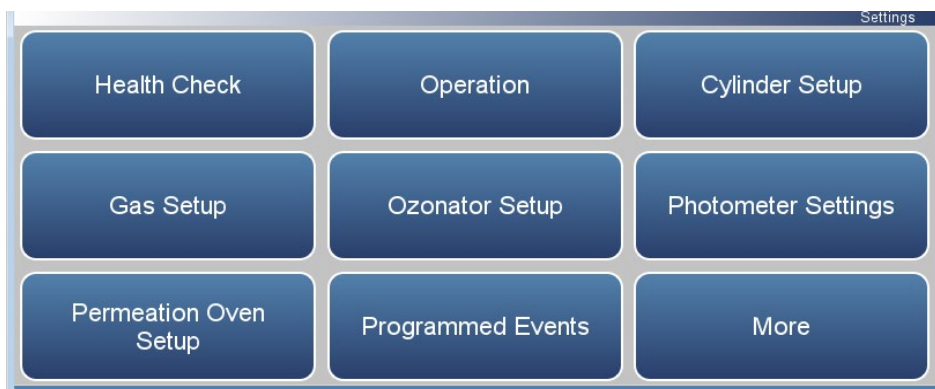 Settings
Health Check
Operation
Cylinder Setup
Gas Setup
Ozonator Setup
Photometer Settings
Permeation Oven
Setup
Programmed Events
More